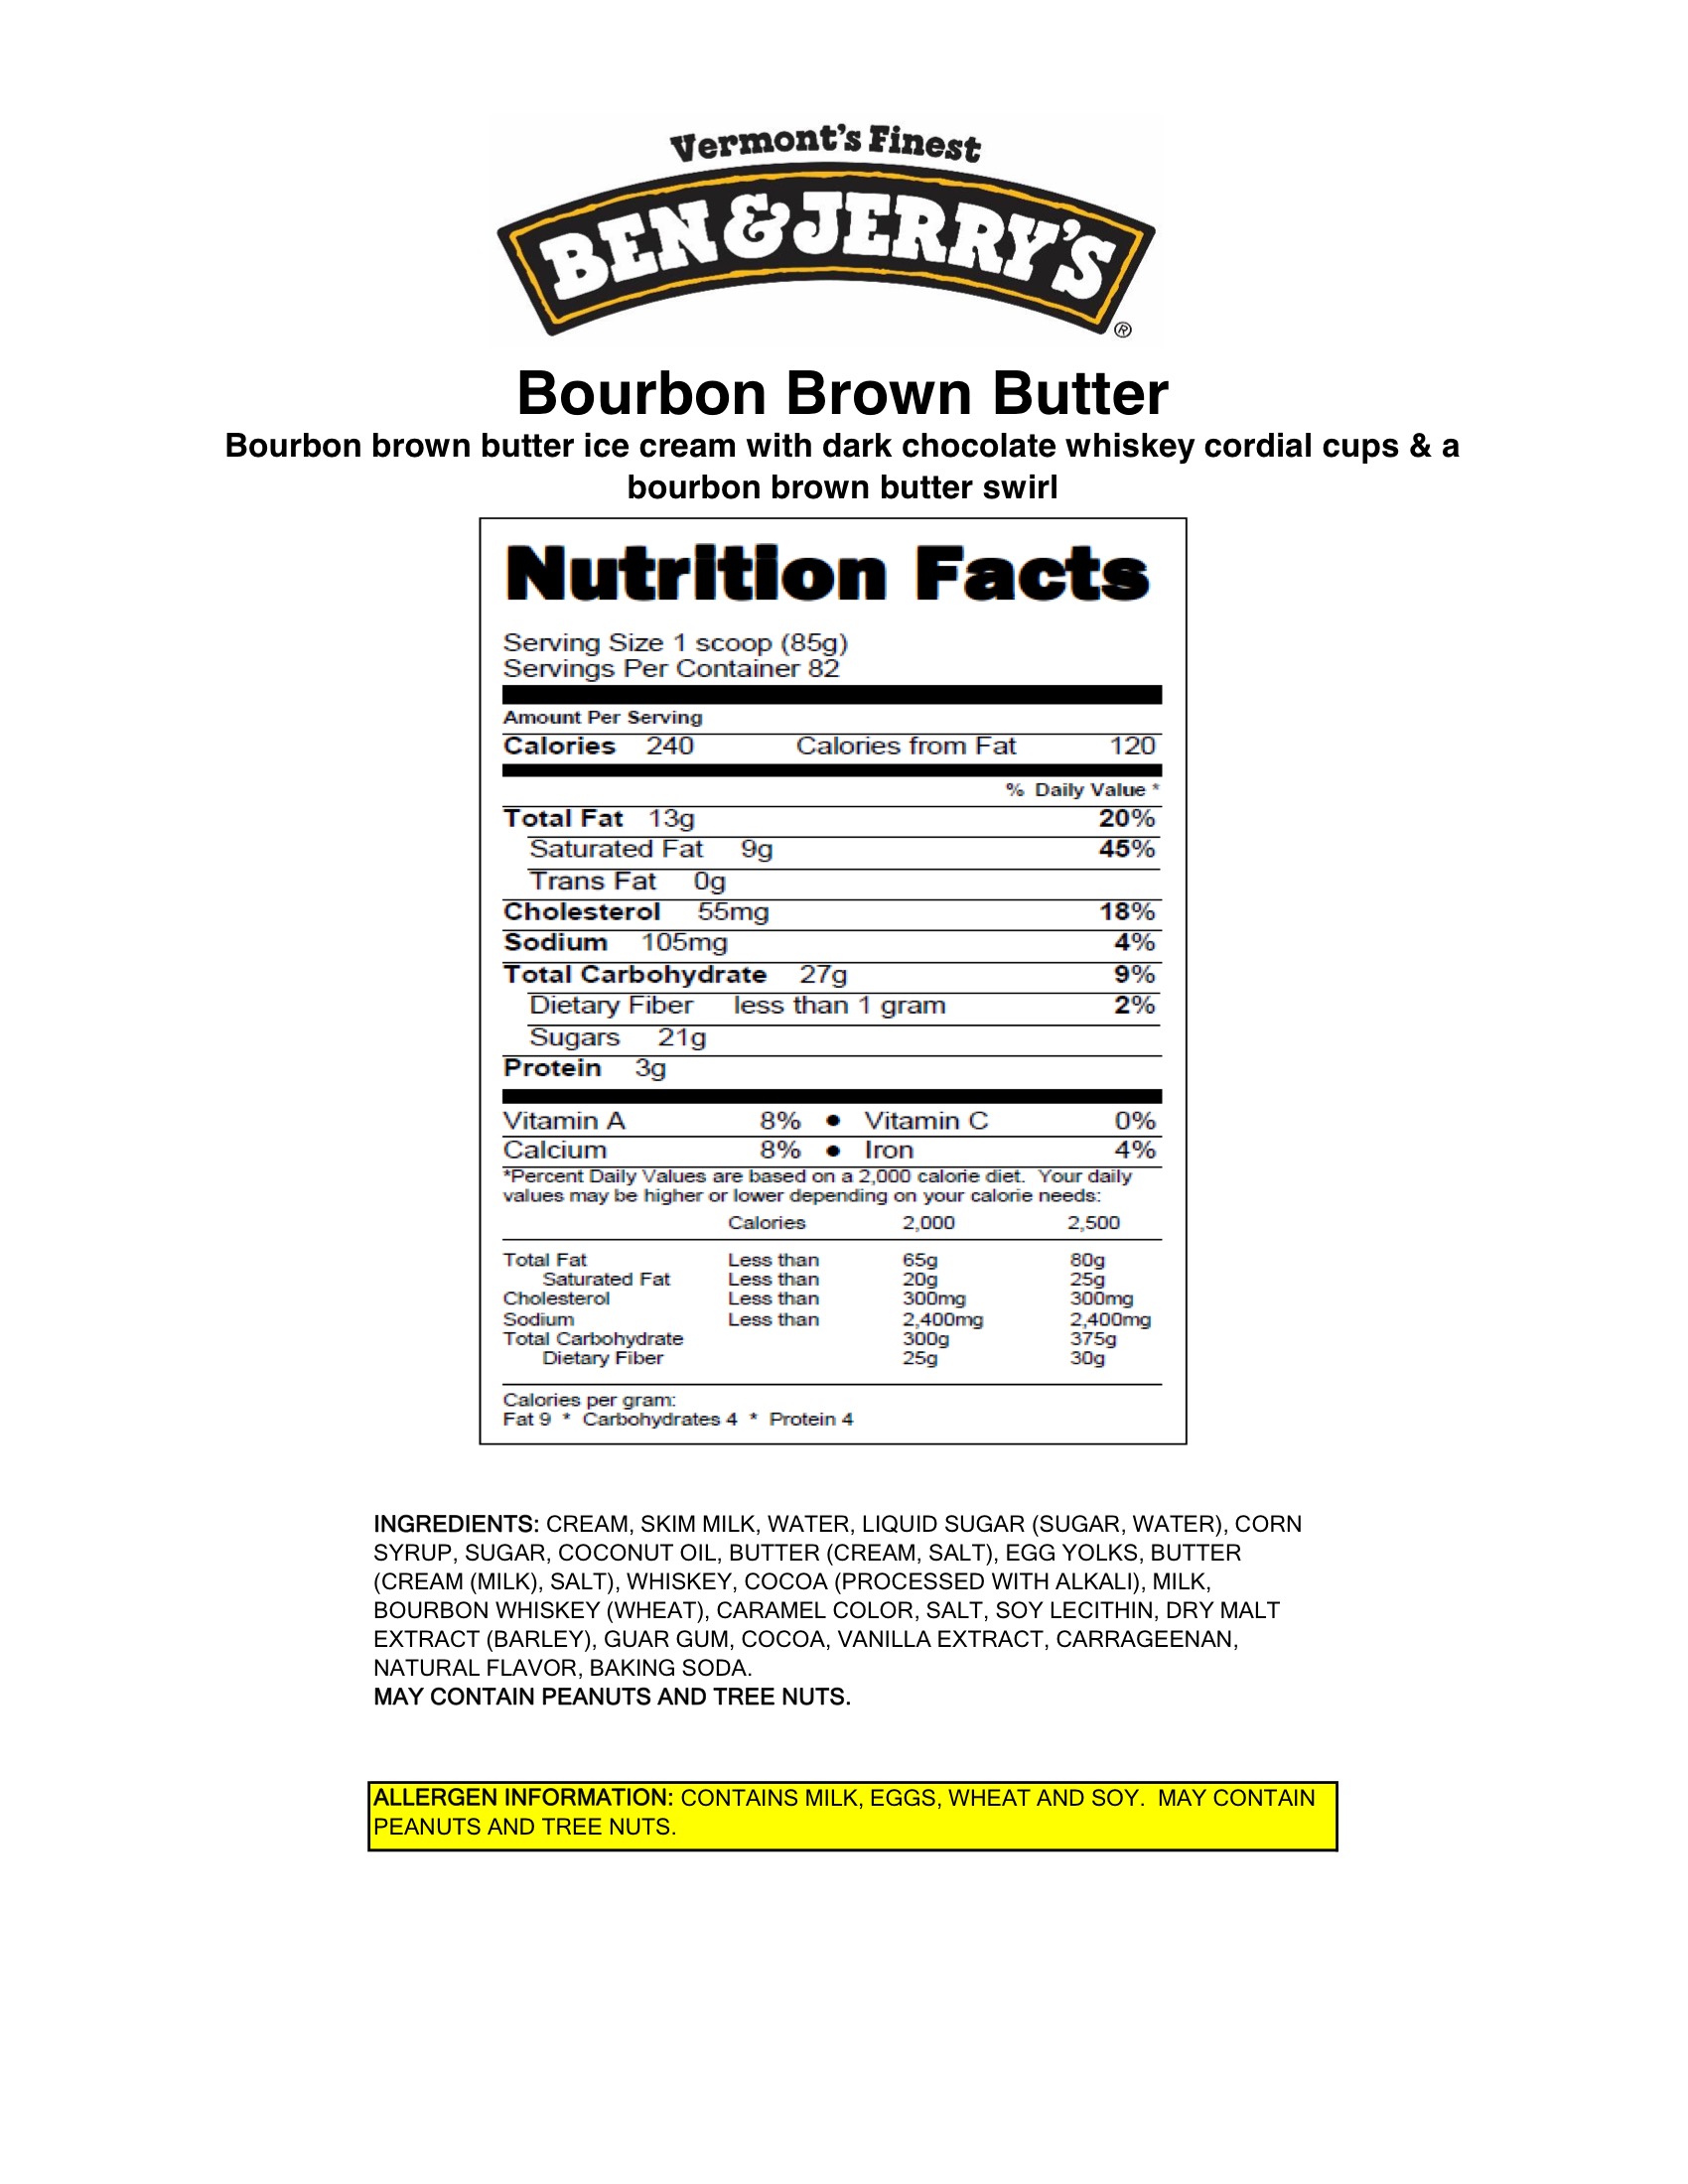 Vermont's Finest
BEN & JERRY'S
®
Bourbon Brown Butter
Bourbon brown butter ice cream with dark chocolate whiskey cordial cups & a
bourbon brown butter swirl
Nutrition Facts
Serving Size 1 scoop (85g)
Servings Per Container 82
Amount Per Serving
Calories 240 Calories from Fat 120
% Daily Value *
Total Fat 13g 20%
Saturated Fat 9g 45%
Trans Fat 0g
Cholesterol 55mg 18%
Sodium 105mg 4%
Total Carbohydrate 27g 9%
Dietary Fiber less than 1 gram 2%
Sugars 21g
Protein 3g
Vitamin A 8% • Vitamin C 0%
Calcium 8% • Iron 4%
*Percent Daily Values are based on a 2,000 calorie diet. Your daily
values may be higher or lower depending on your calorie needs:
Calories 2,000 2,500
Total Fat Less than 65g 80g
Saturated Fat Less than 20g 25g
Cholesterol Less than 300mg 300mg
Sodium Less than 2,400mg 2,400mg
Total Carbohydrate 300g 375g
Dietary Fiber 25g 30g
Calories per gram:
Fat 9 * Carbohydrates 4 * Protein 4
INGREDIENTS: CREAM, SKIM MILK, WATER, LIQUID SUGAR (SUGAR, WATER), CORN
SYRUP, SUGAR, COCONUT OIL, BUTTER (CREAM, SALT), EGG YOLKS, BUTTER
(CREAM (MILK), SALT), WHISKEY, COCOA (PROCESSED WITH ALKALI), MILK,
BOURBON WHISKEY (WHEAT), CARAMEL COLOR, SALT, SOY LECITHIN, DRY MALT
EXTRACT (BARLEY), GUAR GUM, COCOA, VANILLA EXTRACT, CARRAGEENAN,
NATURAL FLAVOR, BAKING SODA.
MAY CONTAIN PEANUTS AND TREE NUTS.
ALLERGEN INFORMATION: CONTAINS MILK, EGGS, WHEAT AND SOY. MAY CONTAIN
PEANUTS AND TREE NUTS.